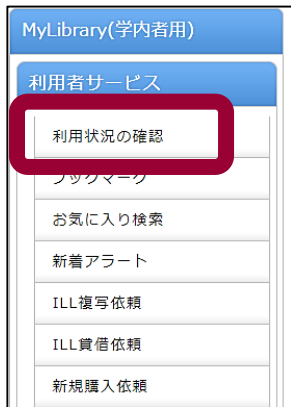 MyLibrary(学内者用)
利用者サービス
利用状況の確認
ブックマーク
お気に入り検索
新着アラート
ILL複写依頼
ILL貸借依頼
新規購入依頼